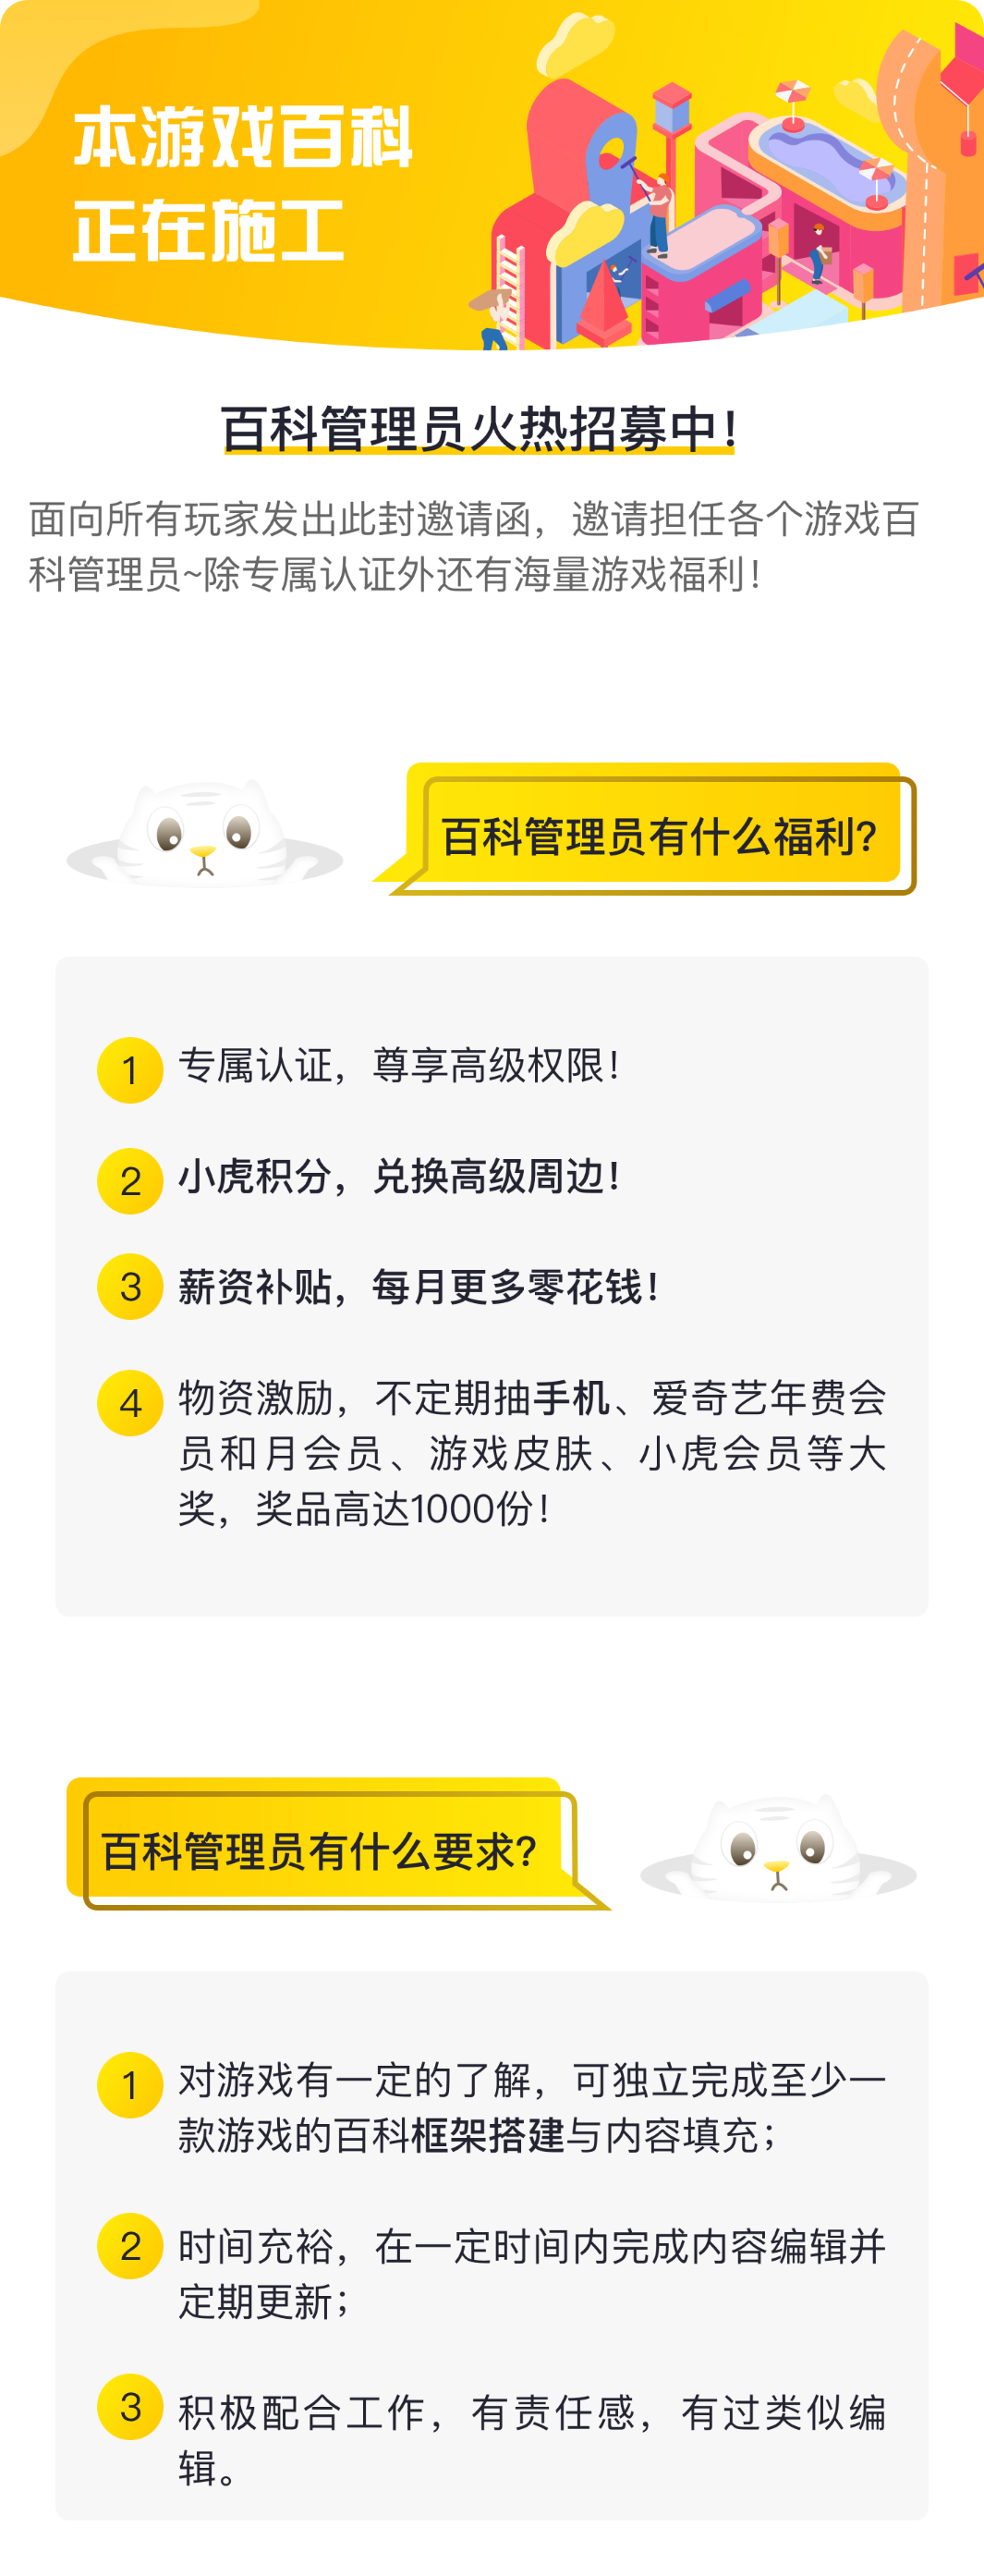 本游戏百科
正在施工
百科管理员火热招募中!
面向所有玩家发出此封邀请函，邀请担任各个游戏百
科管理员~除专属认证外还有海量游戏福利！
百科管理员有什么福利?
1 专属认证，尊享高级权限！
2 小虎积分，兑换高级周边！
3 薪资补贴，每月更多零花钱！
4 物资激励，不定期抽手机、爱奇艺年费会
员和月会员、游戏皮肤、小虎会员等大
奖，奖品高达1000份！
百科管理员有什么要求?
1 对游戏有一定的了解，可独立完成至少一
款游戏的百科框架搭建与内容填充；
2 时间充裕，在一定时间内完成内容编辑并
定期更新；
3 积极配合工作，有责任感，有过类似编
辑。